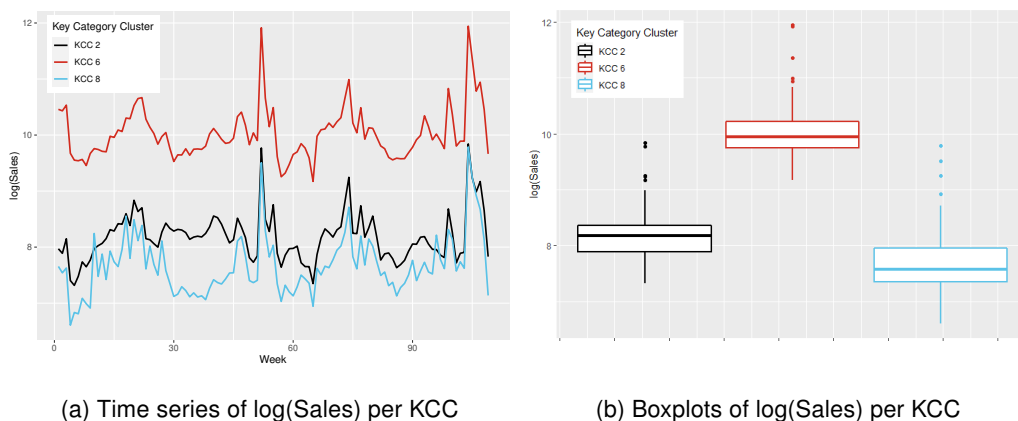 Key Category Cluster
KCC 2
KCC 6
KCC 8
12
10
8
log(Sales)
0
30
60
90
Week
(a) Time series of log(Sales) per KCC
Key Category Cluster
KCC 2
KCC 6
KCC 8
12
10
8
log(Sales)
(b) Boxplots of log(Sales) per KCC